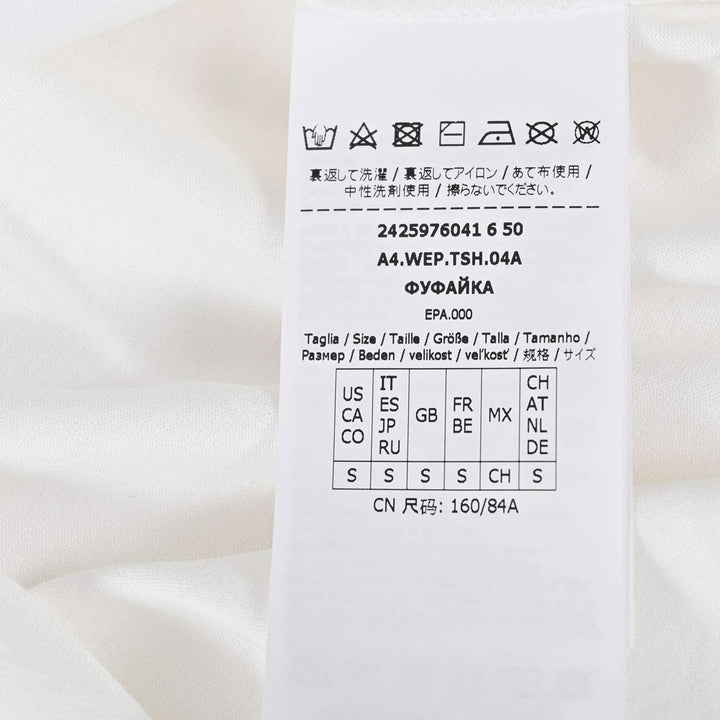 裏返して洗濯 / 裏返してアイロン / あて布使用 /
中性洗剤使用 / 擦らないでください。
2425976041 6 50
A4.WEP.TSH.04A
ФУФАЙКА
EPA.000
Taglia / Size / Taille / Größe / Talla / Tamanho /
Размер / Beden / velikost / veľkosť / 规格 / サイズ
US CA CO
IT ES JP RU
GB
FR BE
MX
CH AT NL DE
S S S S CH S
CN 尺码: 160/84A